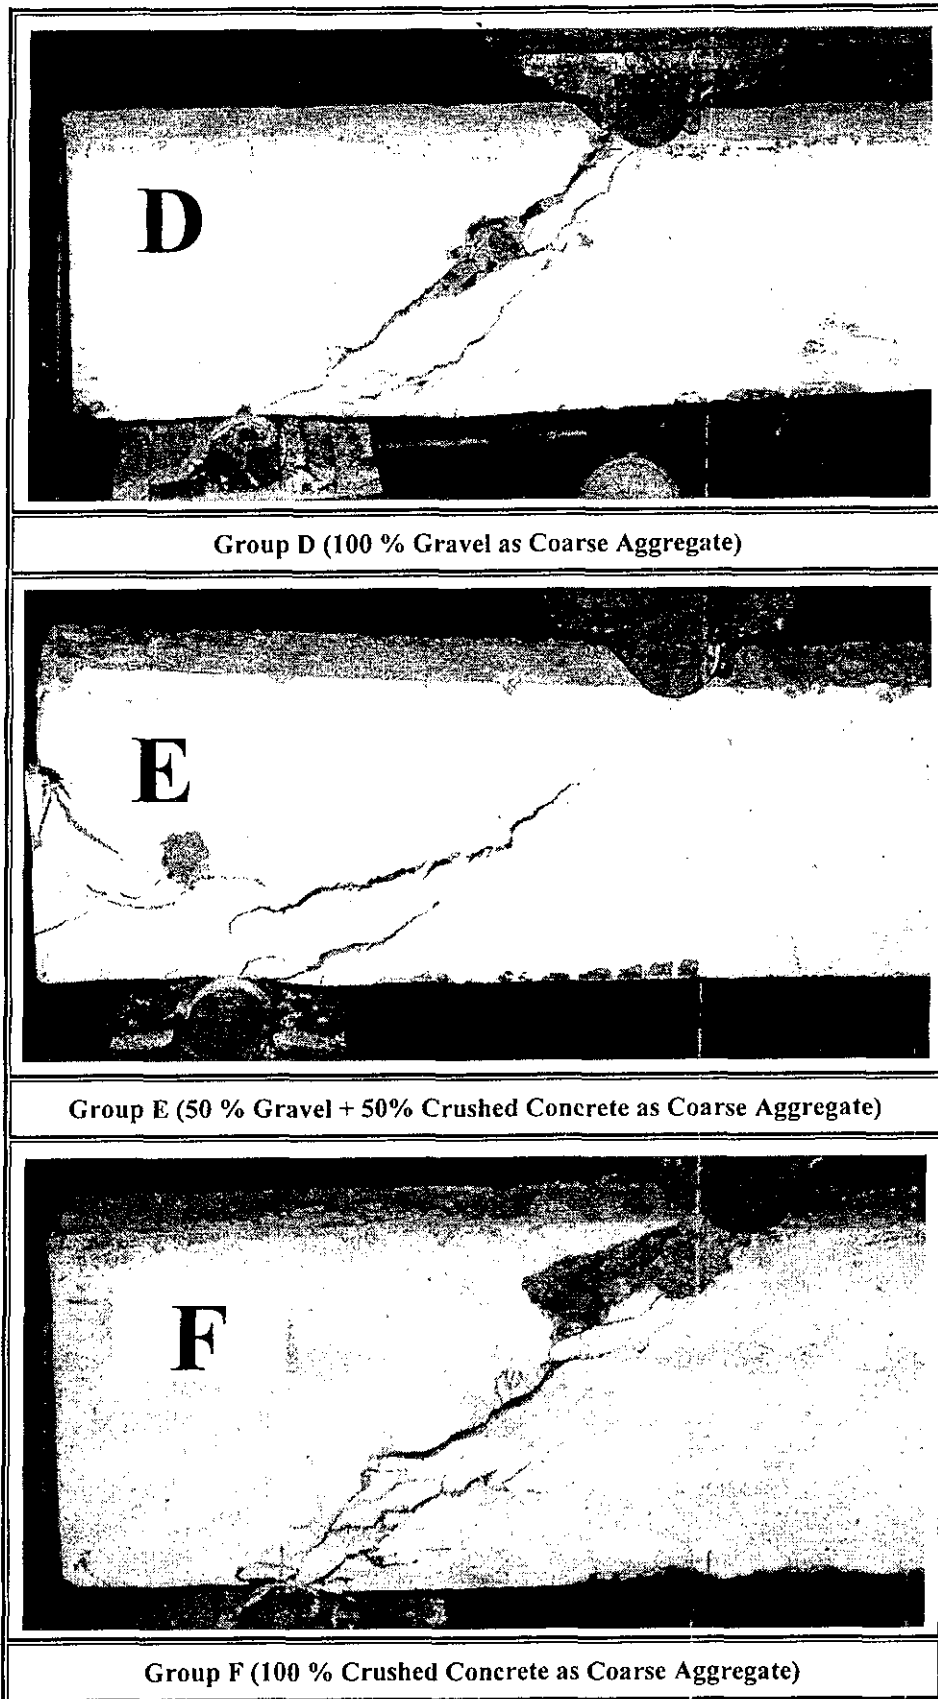 D
Group D (100 % Gravel as Coarse Aggregate)
E
Group E (50 % Gravel + 50% Crushed Concrete as Coarse Aggregate)
F
Group F (100 % Crushed Concrete as Coarse Aggregate)